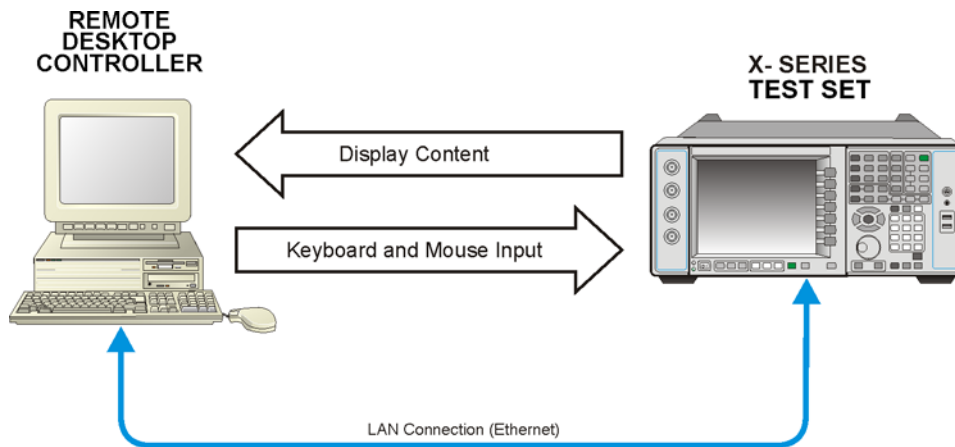 REMOTE
DESKTOP
CONTROLLER
X- SERIES
TEST SET
Display Content
Keyboard and Mouse Input
LAN Connection (Ethernet)